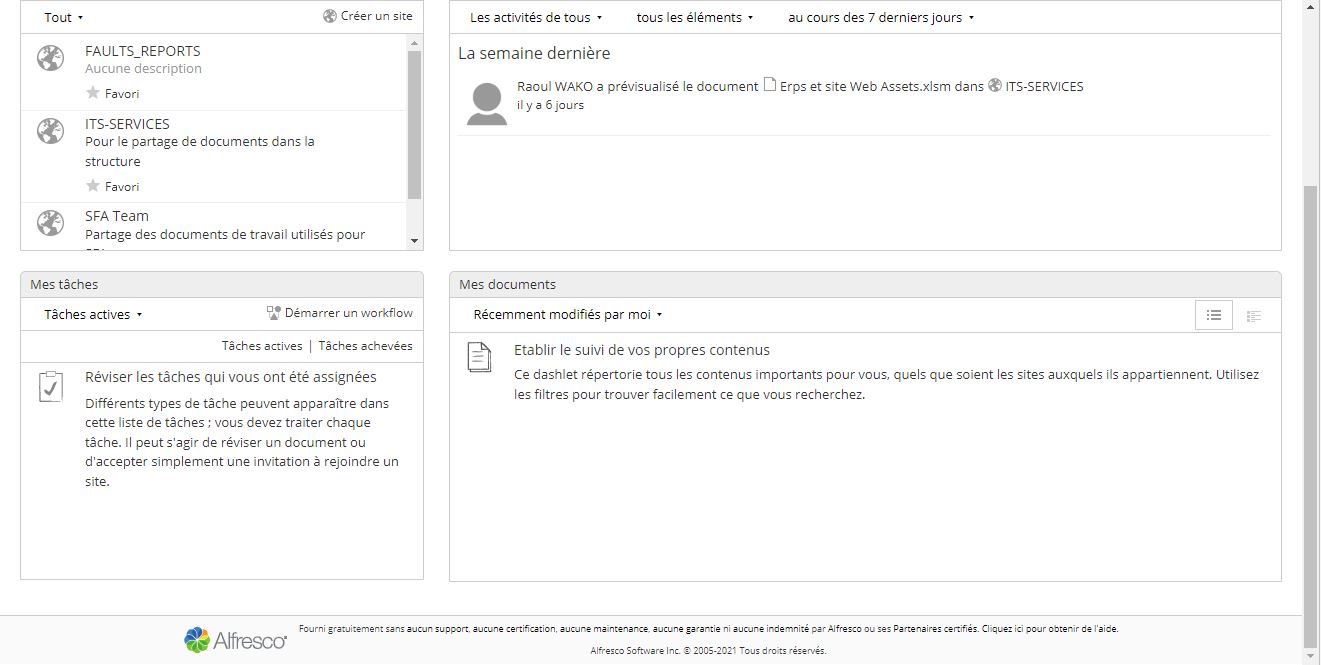 Tout
Créer un site
FAULTS_REPORTS
Aucune description
Favori
ITS-SERVICES
Pour le partage de documents dans la
structure
Favori
SFA Team
Partage des documents de travail utilisés pour
Les activités de tous
tous les éléments
au cours des 7 derniers jours
La semaine dernière
Raoul WAKO a prévisualisé le document Erps et site Web Assets.xlsm dans ITS-SERVICES
il y a 6 jours
Mes tâches
Tâches actives
Démarrer un workflow
Tâches actives | Tâches achevées
Réviser les tâches qui vous ont été assignées
Différents types de tâche peuvent apparaître dans
cette liste de tâches ; vous devez traiter chaque
tâche. Il peut s'agir de réviser un document ou
d'accepter simplement une invitation à rejoindre un
site.
Mes documents
Récemment modifiés par moi
Etablir le suivi de vos propres contenus
Ce dashlet répertorie tous les contenus importants pour vous, quels que soient les sites auxquels ils appartiennent. Utilisez
les filtres pour trouver facilement ce que vous recherchez.
Alfresco
Fourni gratuitement sans aucun support, aucune certification, aucune maintenance, aucune garantie ni aucune indemnité par Alfresco ou ses Partenaires certifiés. Cliquez ici pour obtenir de l'aide.
Alfresco Software Inc. © 2005-2021 Tous droits réservés.